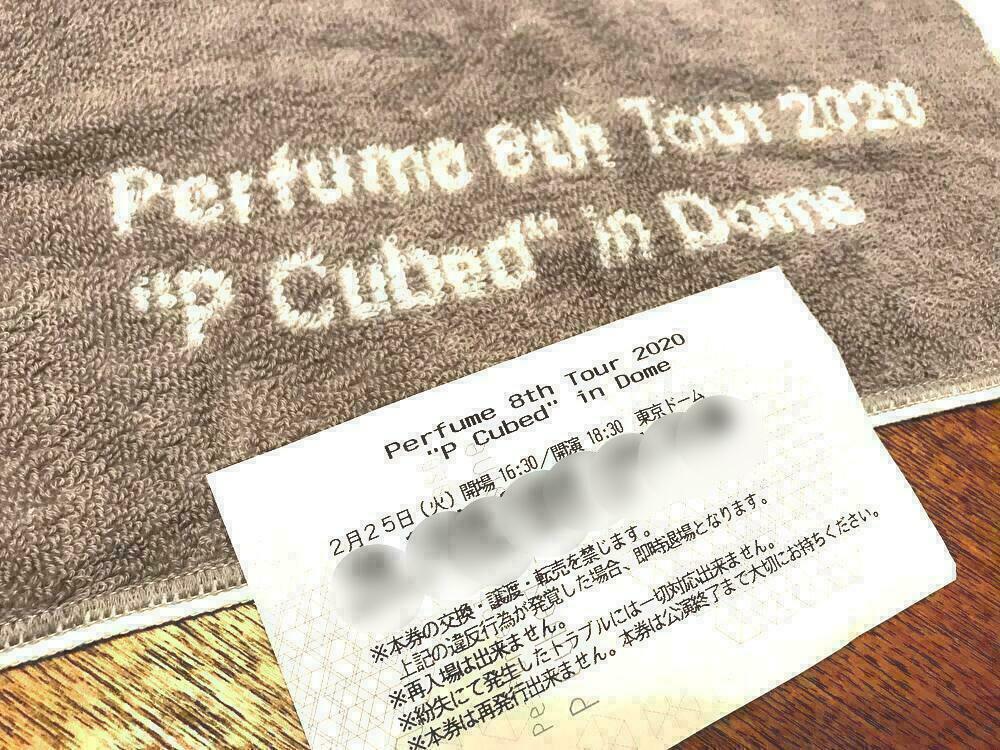 Perfume 8th Tour 2020
"P Cubed" in Dome
Perfume 8th Tour 2020
"P Cubed" in Dome
2月25日(火) 開場 16:30/開演 18:30 東京ドーム
※本券の交換・譲渡・転売を禁じます。
上記の違反行為が発覚した場合、即時退場となります。
※再入場は出来ません。
※紛失にて発生したトラブルには一切対応出来ません。
※本券は再発行出来ません。本券は公演終了まで大切にお持ちください。
Pe
P